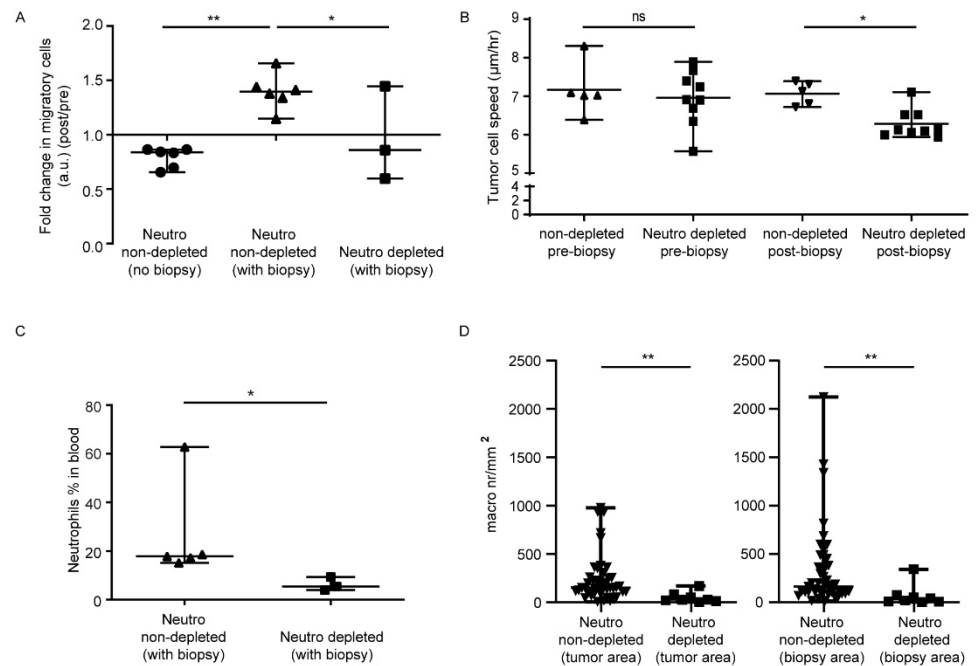 A
Fold change in migratory cells
(a.u.) (post/pre)
2.0
1.5
1.0
0.5
0.0
**
*
Neutro
non-depleted
(no biopsy)
Neutro
non-depleted
(with biopsy)
Neutro depleted
(with biopsy)
B
Tumor cell speed (µm/hr)
9
8
7
6
5
4
2
0
ns
*
non-depleted
pre-biopsy
Neutro depleted
pre-biopsy
non-depleted
post-biopsy
Neutro depleted
post-biopsy
C
Neutrophils % in blood
80
60
40
20
0
*
Neutro
non-depleted
(with biopsy)
Neutro depleted
(with biopsy)
D
macro nr/mm²
2500
2000
1500
1000
500
0
**
Neutro
non-depleted
(tumor area)
Neutro
depleted
(tumor area)
2500
2000
1500
1000
500
0
**
Neutro
non-depleted
(biopsy area)
Neutro
depleted
(biopsy area)